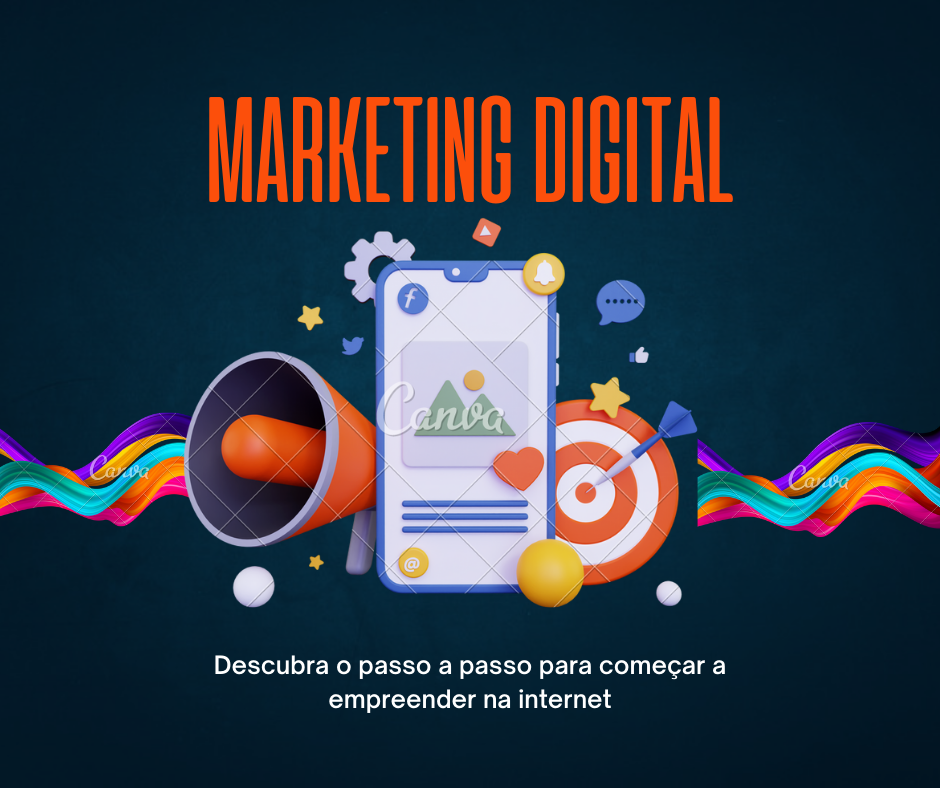 MARKETING DIGITAL
f
@
Canva
Canva
Canva
Descubra o passo a passo para começar a
empreender na internet